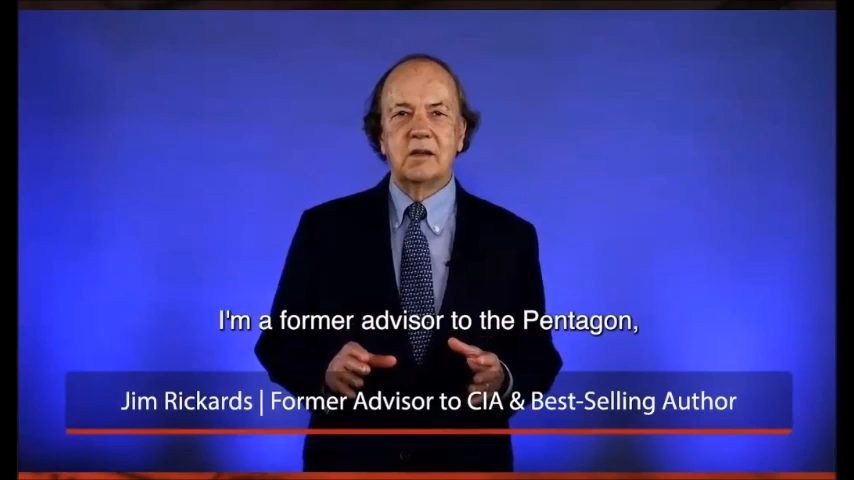 I'm a former advisor to the Pentagon,
Jim Rickards | Former Advisor to CIA & Best-Selling Author